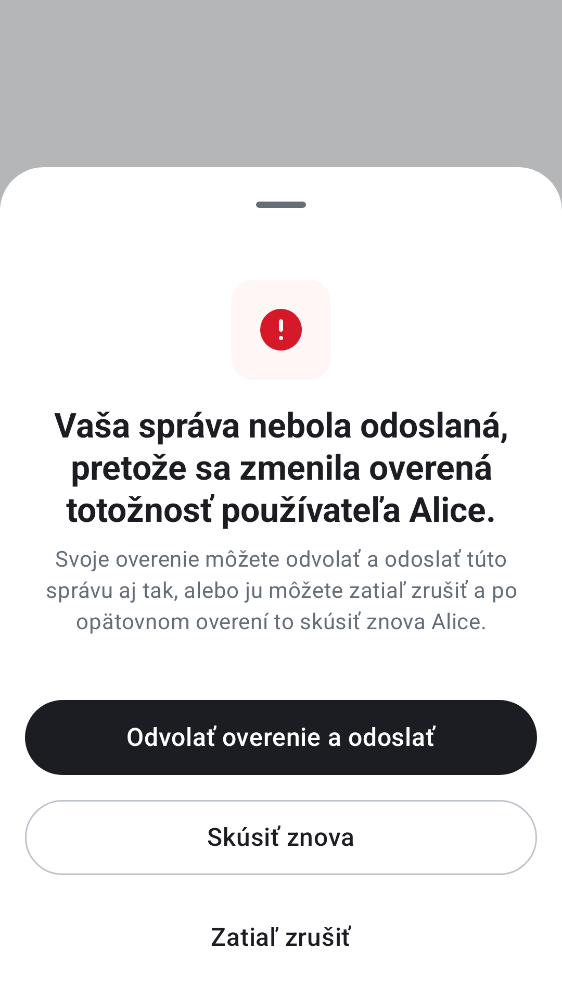 Vaša správa nebola odoslaná,
pretože sa zmenila overená
totožnosť používateľa Alice.
Svoje overenie môžete odvolať a odoslať túto
správu aj tak, alebo ju môžete zatiaľ zrušiť a po
opätovnom overení to skúsiť znova Alice.
Odvolať overenie a odoslať
Skúsiť znova
Zatiaľ zrušiť